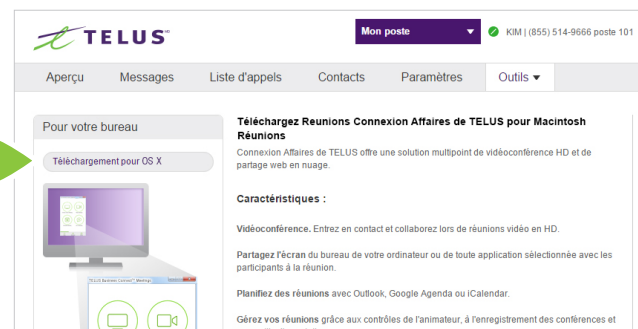 TELUS
Mon poste
KIM | (855) 514-9666 poste 101
Aperçu Messages Liste d'appels Contacts Paramètres Outils
Pour votre bureau
Téléchargement pour OS X
Téléchargez Reunions Connexion Affaires de TELUS pour Macintosh
Réunions
Connexion Affaires de TELUS offre une solution multipoint de vidéoconférence HD et de
partage web en nuage.
Caractéristiques :
Vidéoconférence. Entrez en contact et collaborez lors de réunions vidéo en HD.
Partagez l'écran du bureau de votre ordinateur ou de toute application sélectionnée avec les
participants à la réunion.
Planifiez des réunions avec Outlook, Google Agenda ou iCalendar.
Gérez vos réunions grâce aux contrôles de l'animateur, à l'enregistrement des conférences et
TELUS Business Connect Meetings